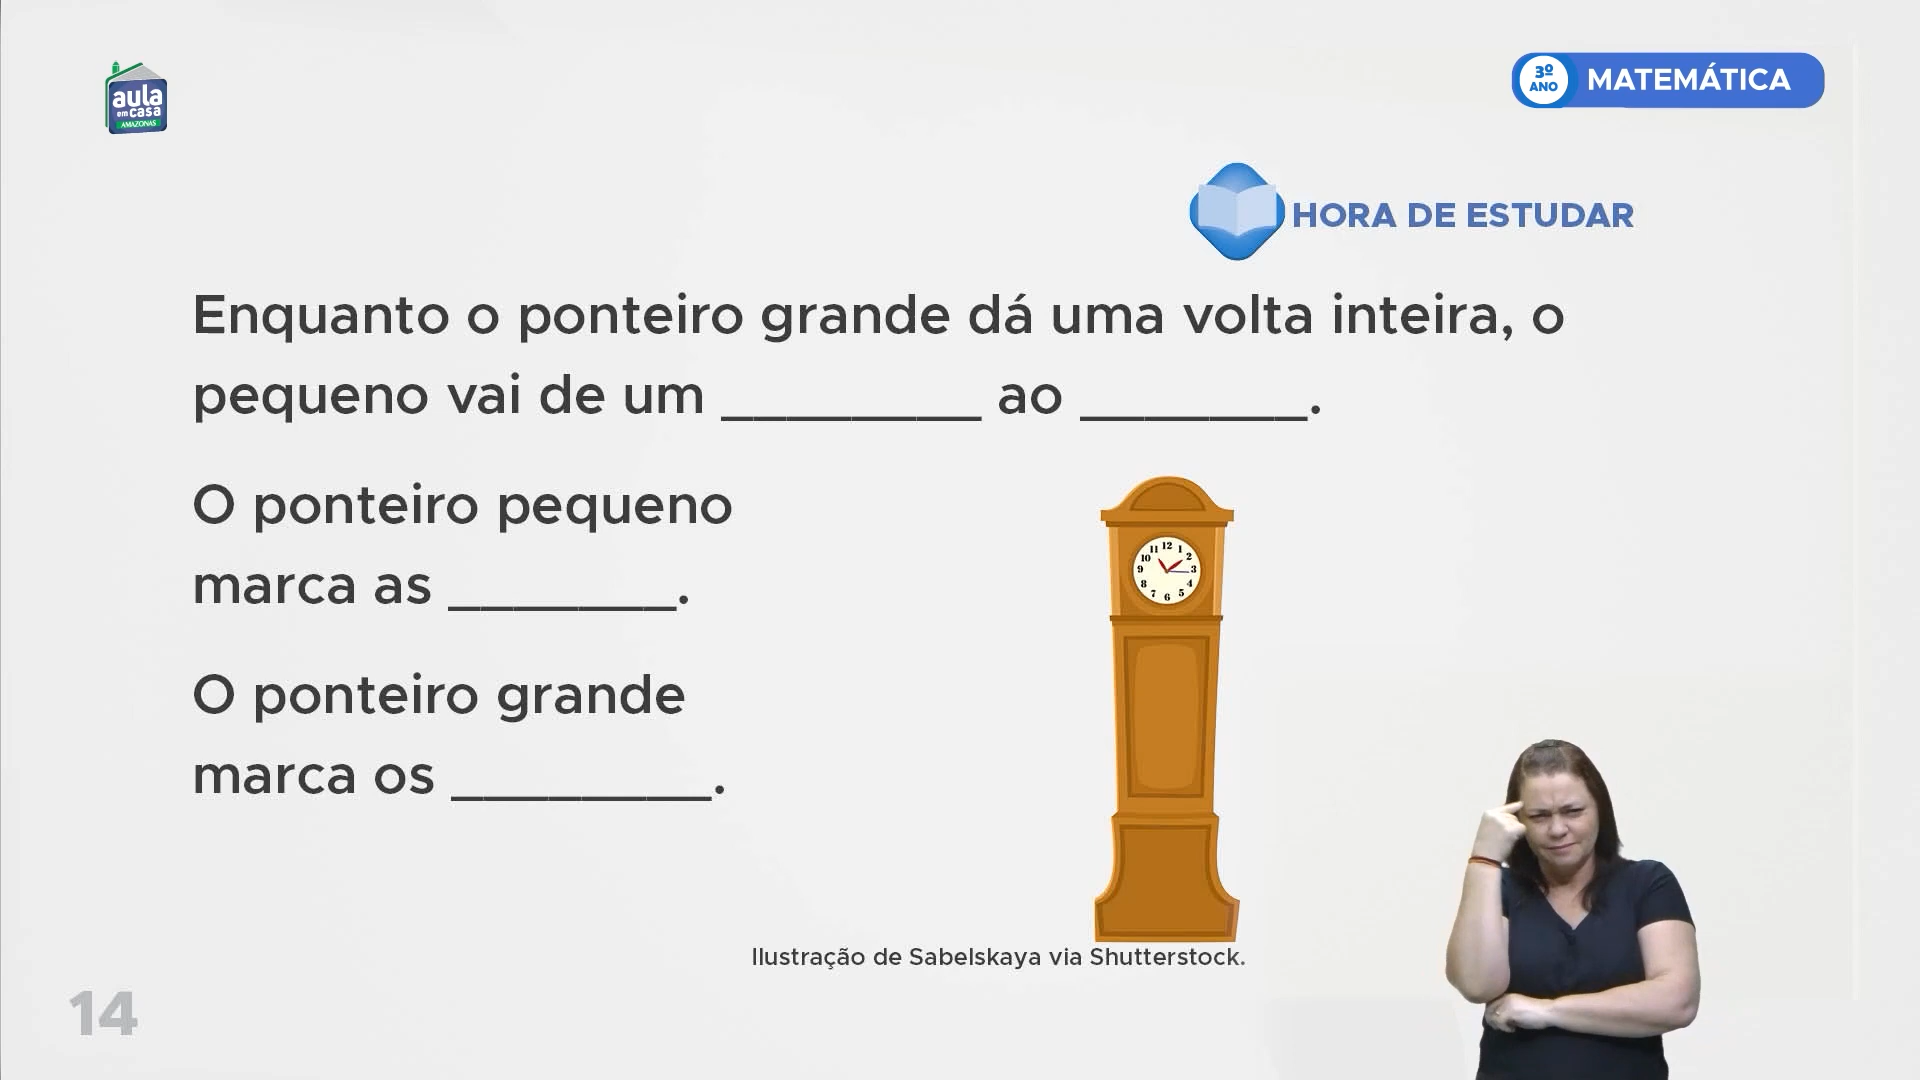 aula
em casa
AMAZONAS
3º
ANO
MATEMÁTICA
HORA DE ESTUDAR
Enquanto o ponteiro grande dá uma volta inteira, o
pequeno vai de um ________ ao _______.
O ponteiro pequeno
marca as _______.
O ponteiro grande
marca os ________.
12
11 1
10 2
9 3
8 4
7 5
6
Ilustração de Sabelskaya via Shutterstock.
14